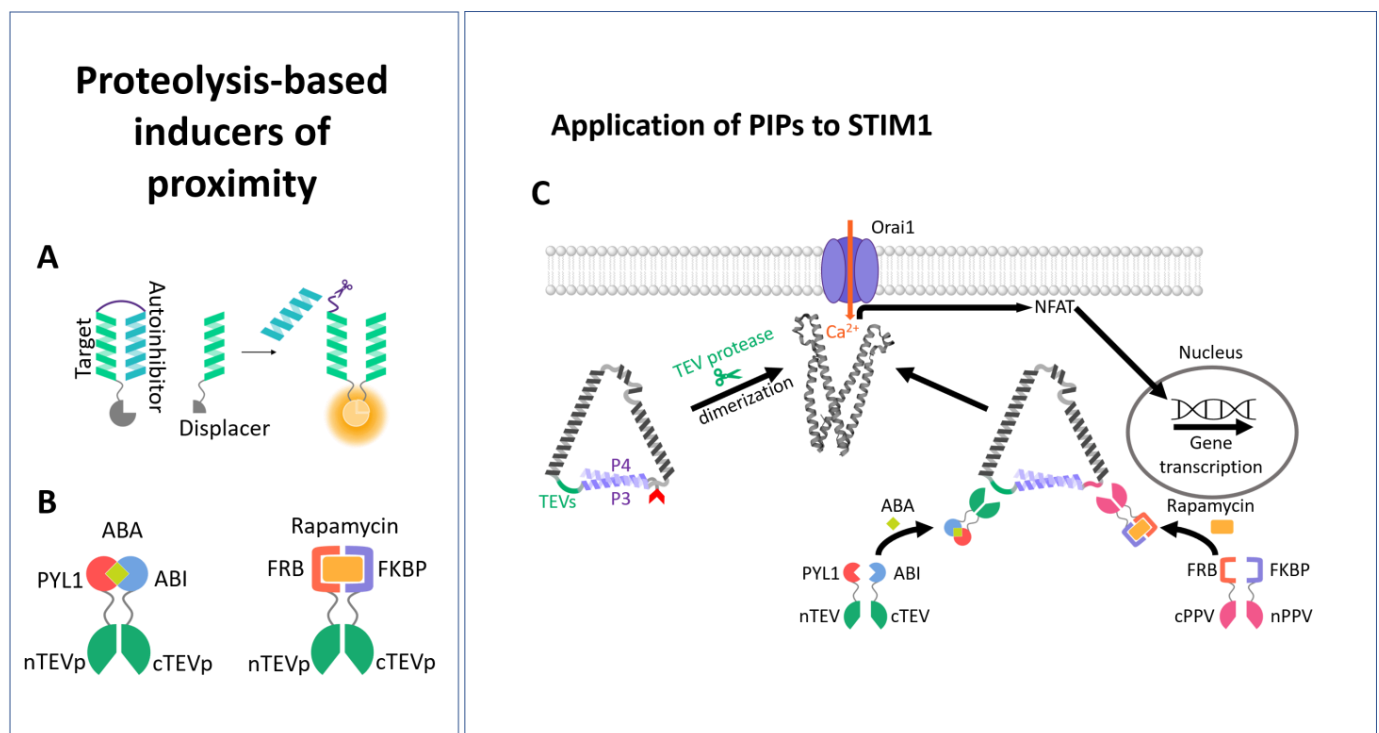 Proteolysis-based
inducers of
proximity
A
Target
Autoinhibitor
Displacer
B
ABA
PYL1
ABI
nTEVp
cTEVp
Rapamycin
FRB
FKBP
nTEVp
cTEVp
Application of PIPs to STIM1
C
Orai1
Ca²⁺
NFAT
TEV protease
dimerization
P4
P3
TEVs
Nucleus
Gene
transcription
ABA
PYL1
ABI
nTEV
cTEV
Rapamycin
FRB
FKBP
cPPV
nPPV